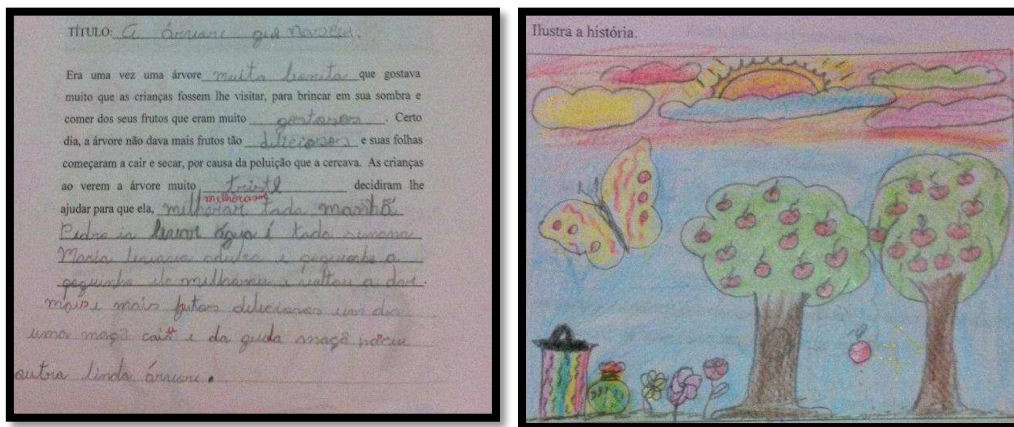 TÍTULO: A árvore que nasceu.
Era uma vez uma árvore muito bonita que gostava
muito que as crianças fossem lhe visitar, para brincar em sua sombra e
comer dos seus frutos que eram muito gostosos. Certo
dia, a árvore não dava mais frutos tão deliciosos e suas folhas
começaram a cair e secar, por causa da poluição que a cercava. As crianças
ao verem a árvore muito triste decidiram lhe
melhorasse
ajudar para que ela, melhorar toda manhã
Pedro ia levar água i toda semana
Maria levava adubo e
ela melhorou e voltou a dar
mais e mais frutos deliciosos um dia
uma maçã caiu e da maçã nasceu
outra linda árvore.
Ilustra a história.